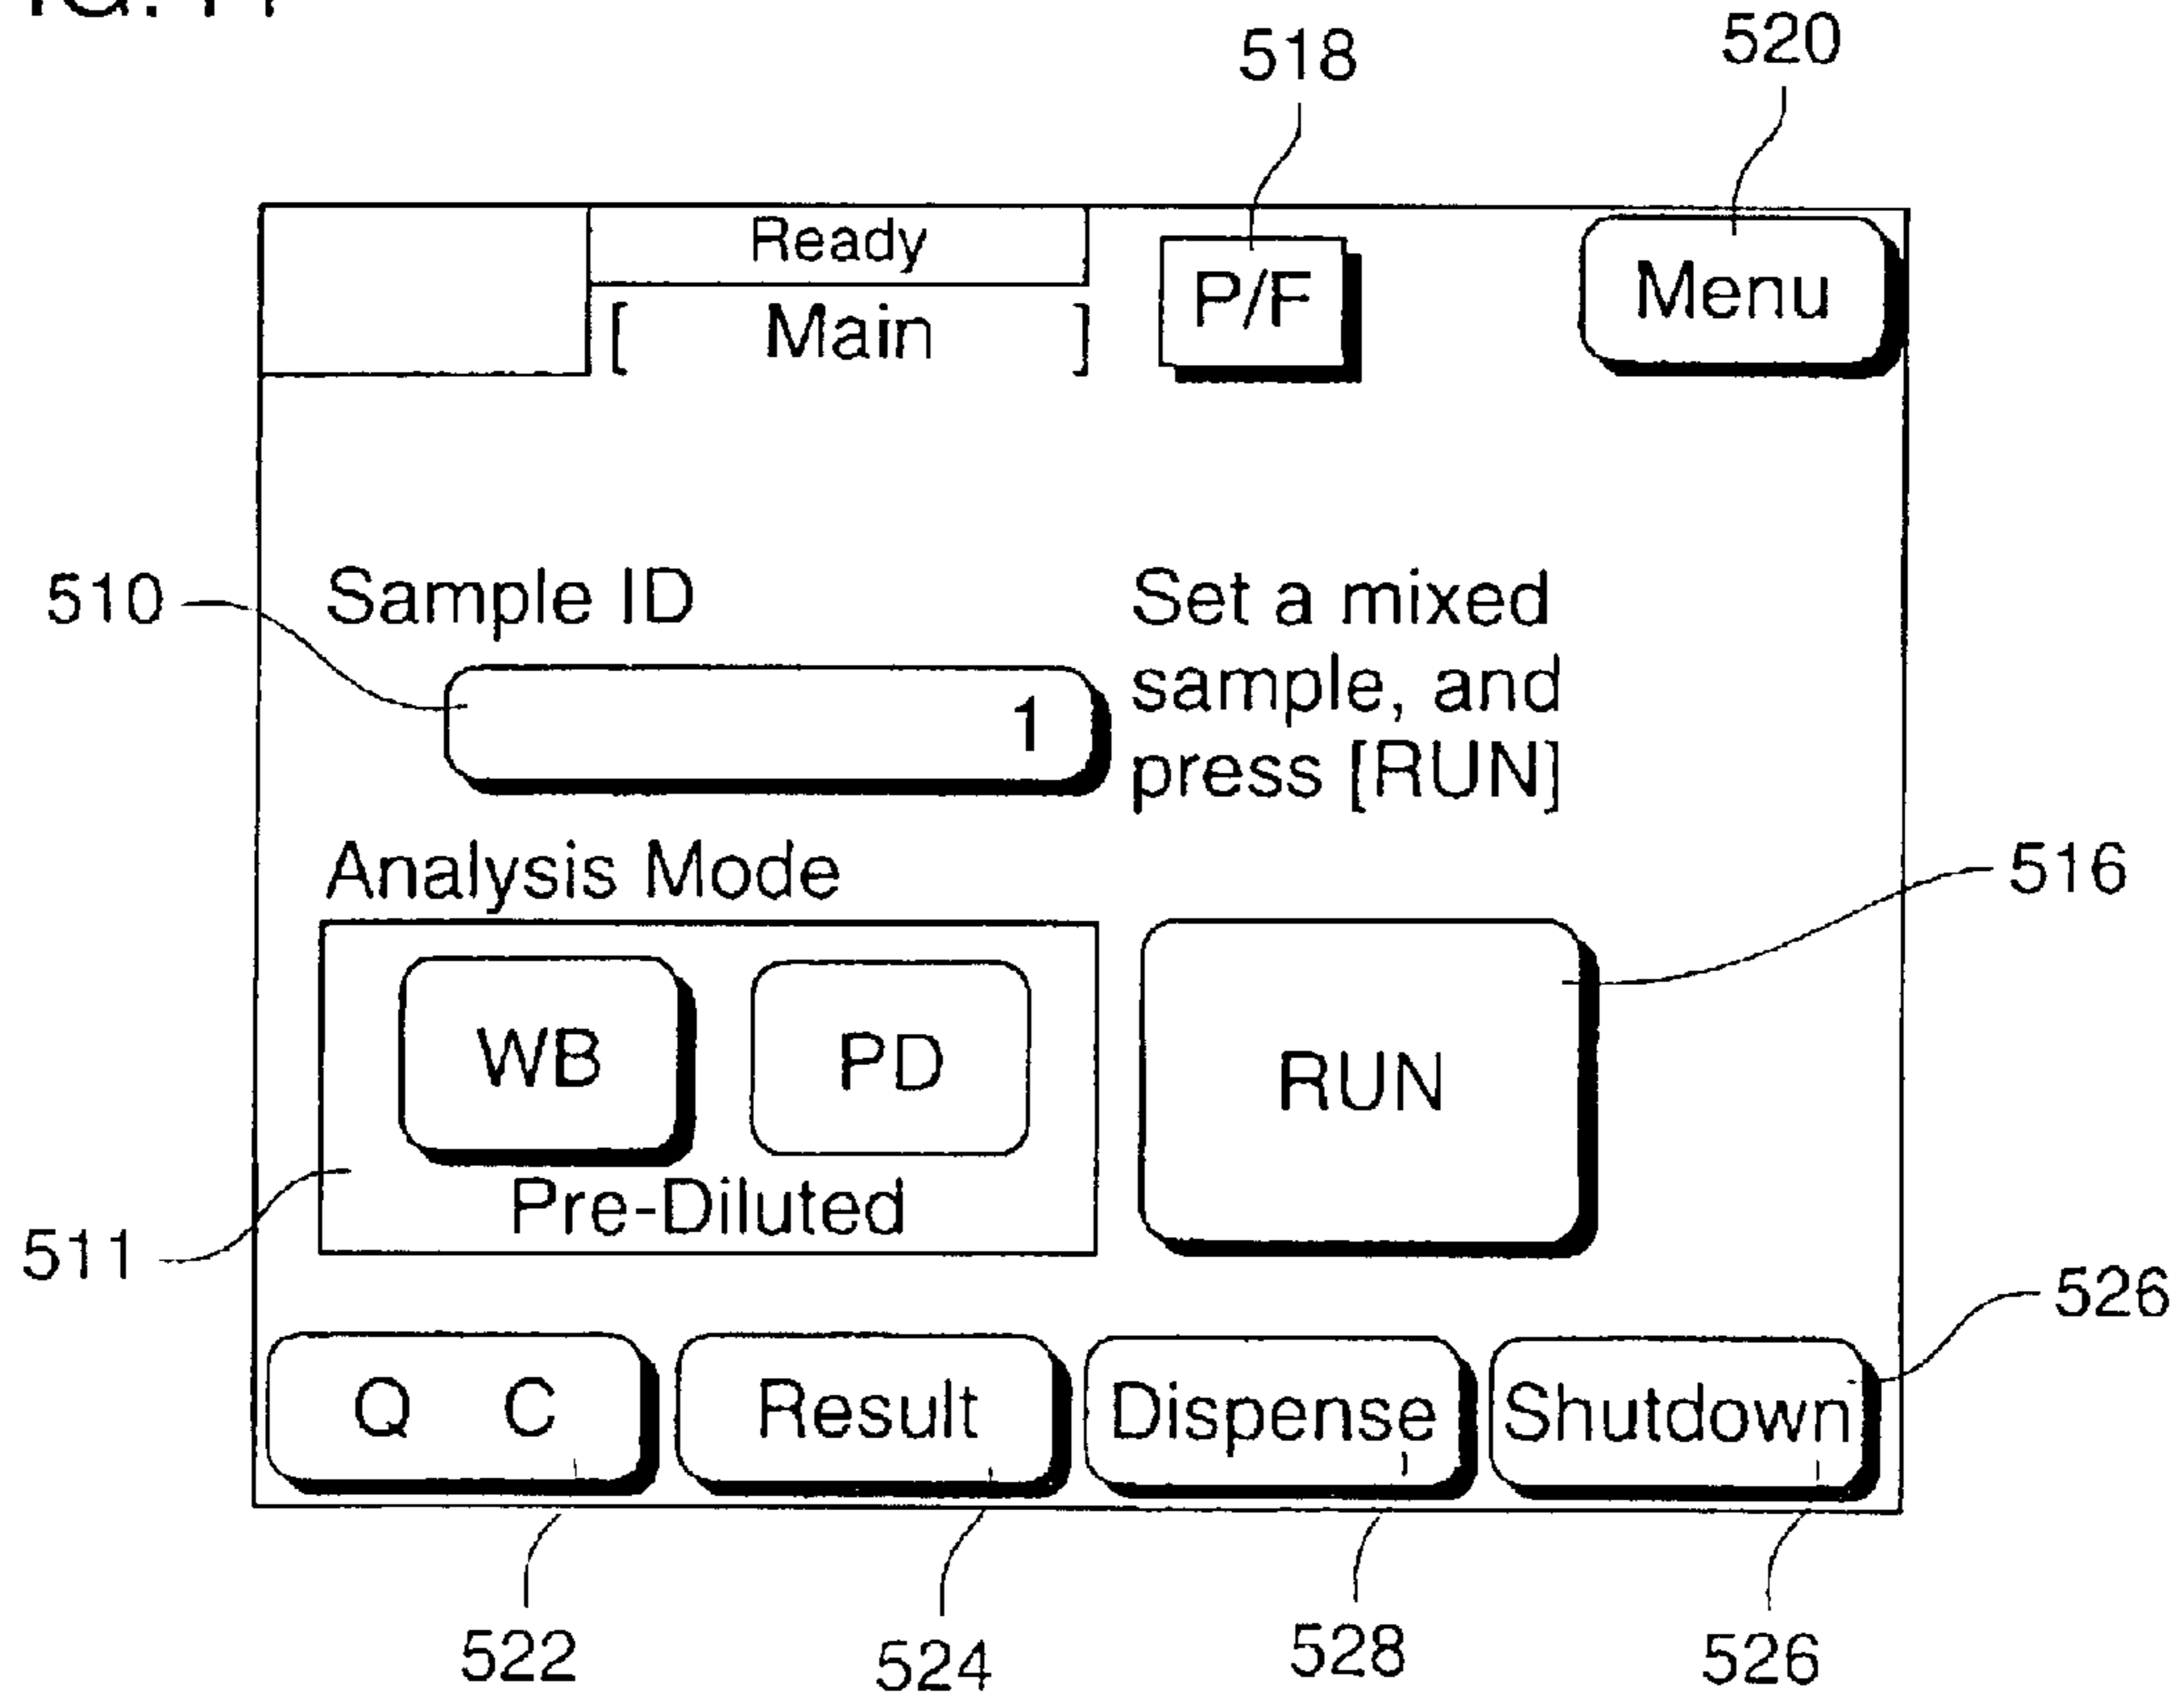 518
520
Ready
P/F
Menu
[ Main ]
510
Sample ID
Set a mixed
sample, and
press [RUN]
1
Analysis Mode
516
WB
PD
RUN
Pre-Diluted
511
526
Q C
Result
Dispense
Shutdown
522
524
528
526